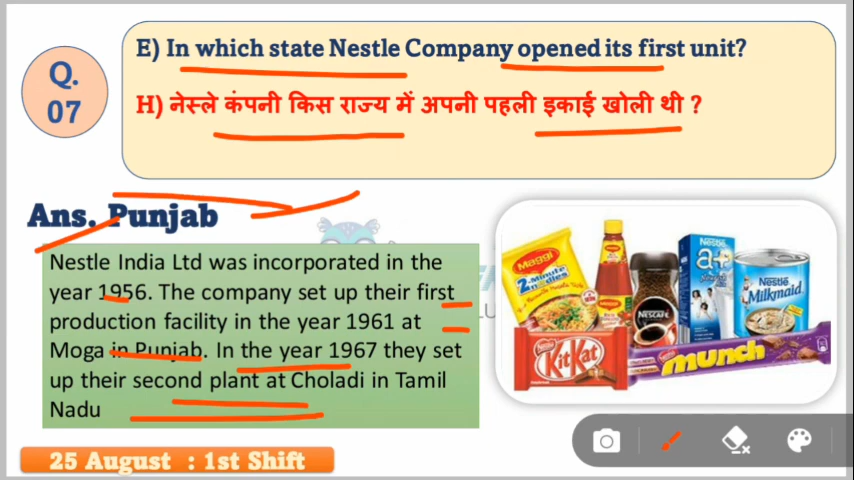 Q.
07
E) In which state Nestle Company opened its first unit?
H) नेस्ले कंपनी किस राज्य में अपनी पहली इकाई खोली थी ?
Ans. Punjab
Nestle India Ltd was incorporated in the
year 1956. The company set up their first
production facility in the year 1961 at
Moga in Punjab. In the year 1967 they set
up their second plant at Choladi in Tamil
Nadu
Maggi
2-Minute
noodles
Nestle
a+
NESCAFÉ
Nestle
Milkmaid
KitKat
munch
25 August : 1st Shift